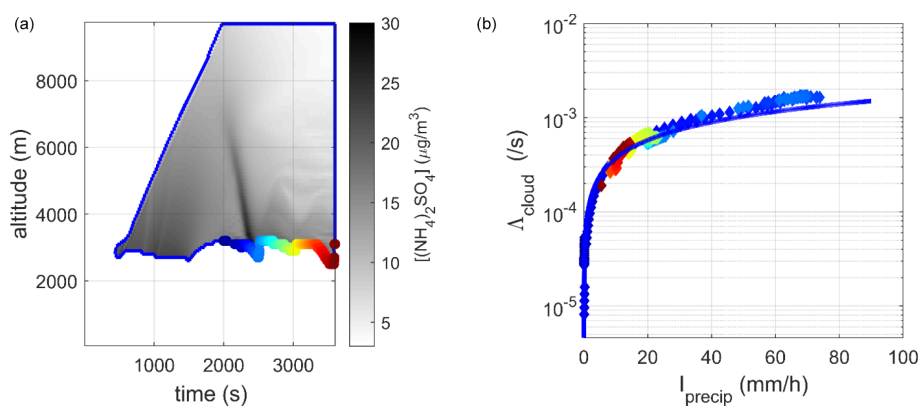 (a)
8000
6000
4000
2000
altitude (m)
1000 2000 3000
time (s)
30
25
20
15
10
5
[(NH4)2SO4] (μg/m³)
(b)
10⁻²
10⁻³
10⁻⁴
10⁻⁵
Λcloud (/s)
0 20 40 60 80 100
Iprecip (mm/h)